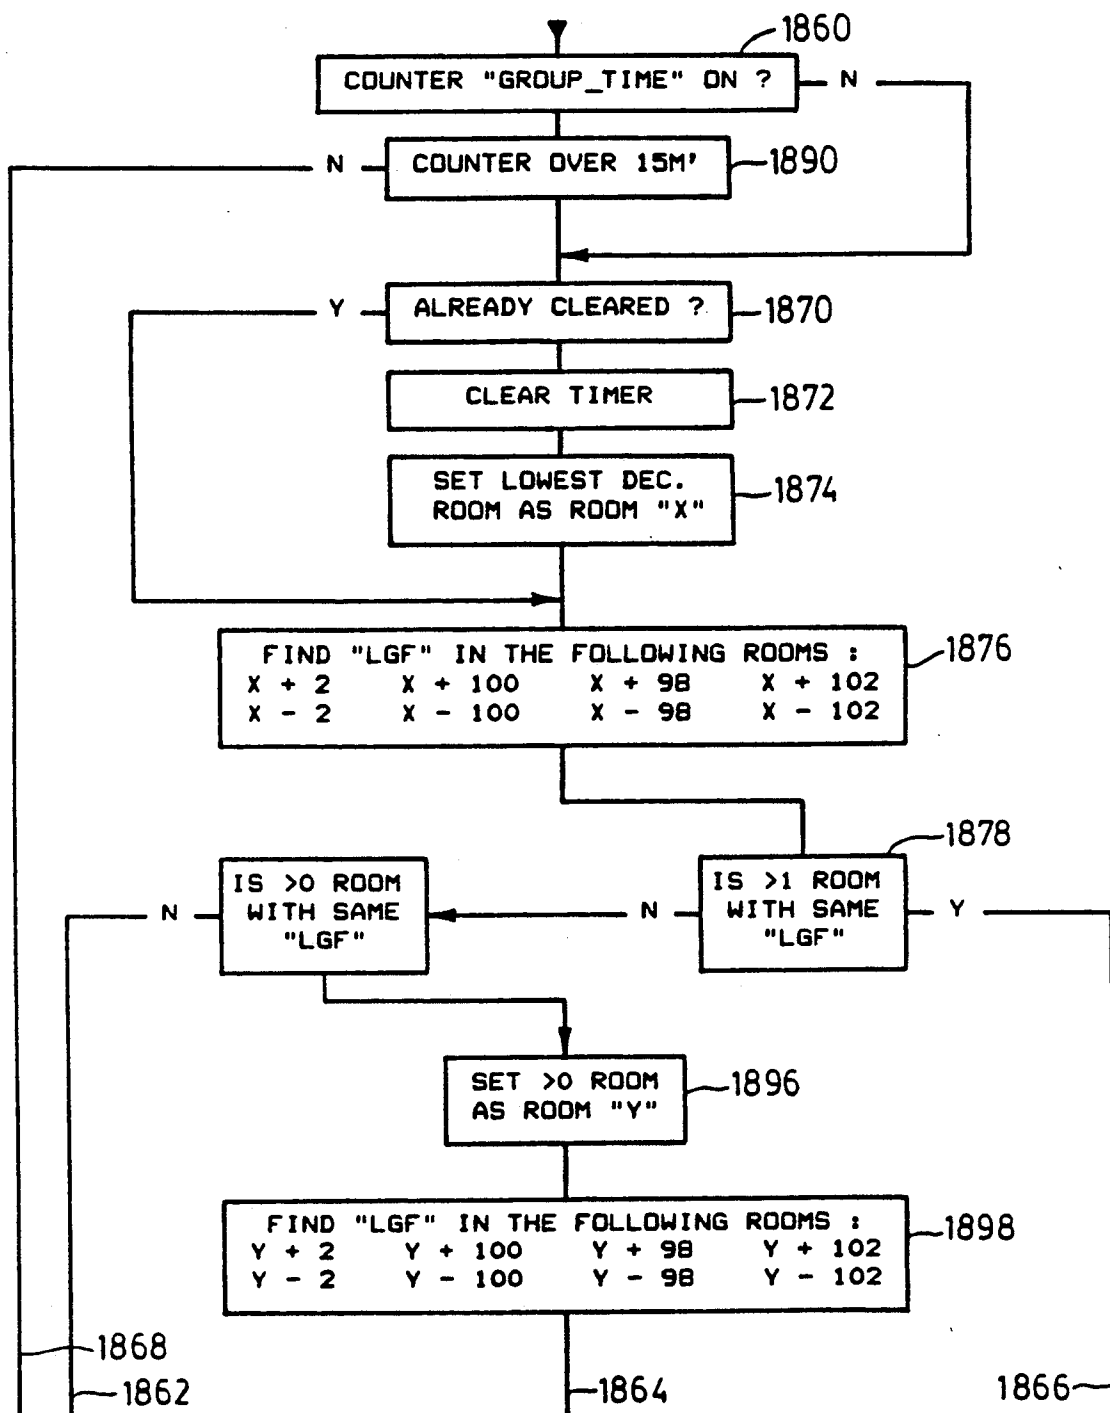 1860
COUNTER "GROUP_TIME" ON ?
N
N
COUNTER OVER 15M'
1890
Y
ALREADY CLEARED ?
1870
CLEAR TIMER
1872
SET LOWEST DEC.
ROOM AS ROOM "X"
1874
FIND "LGF" IN THE FOLLOWING ROOMS :
X + 2 X + 100 X + 98 X + 102
X - 2 X - 100 X - 98 X - 102
1876
1878
N
IS >0 ROOM
WITH SAME
"LGF"
N
IS >1 ROOM
WITH SAME
"LGF"
Y
SET >0 ROOM
AS ROOM "Y"
1896
FIND "LGF" IN THE FOLLOWING ROOMS :
Y + 2 Y + 100 Y + 98 Y + 102
Y - 2 Y - 100 Y - 98 Y - 102
1898
1868
1862
1864
1866